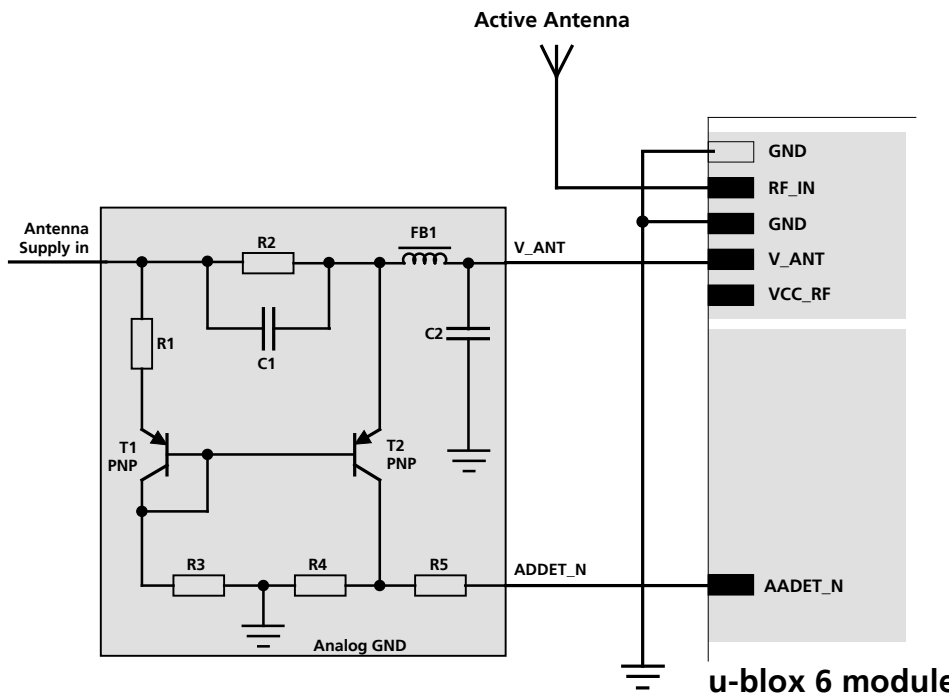 Active Antenna
GND
RF_IN
GND
V_ANT
VCC_RF
Antenna
Supply in
R2
FB1
V_ANT
R1
C1
C2
T1
PNP
T2
PNP
R3
R4
R5
ADDET_N
AADET_N
Analog GND
u-blox 6 module